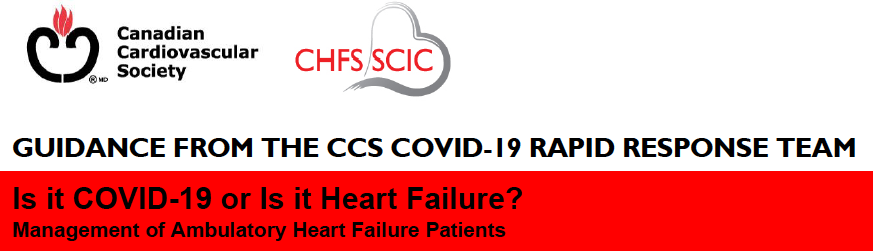 Canadian
Cardiovascular
Society
® MD
CHFS SCIC
GUIDANCE FROM THE CCS COVID-19 RAPID RESPONSE TEAM
Is it COVID-19 or Is it Heart Failure?
Management of Ambulatory Heart Failure Patients